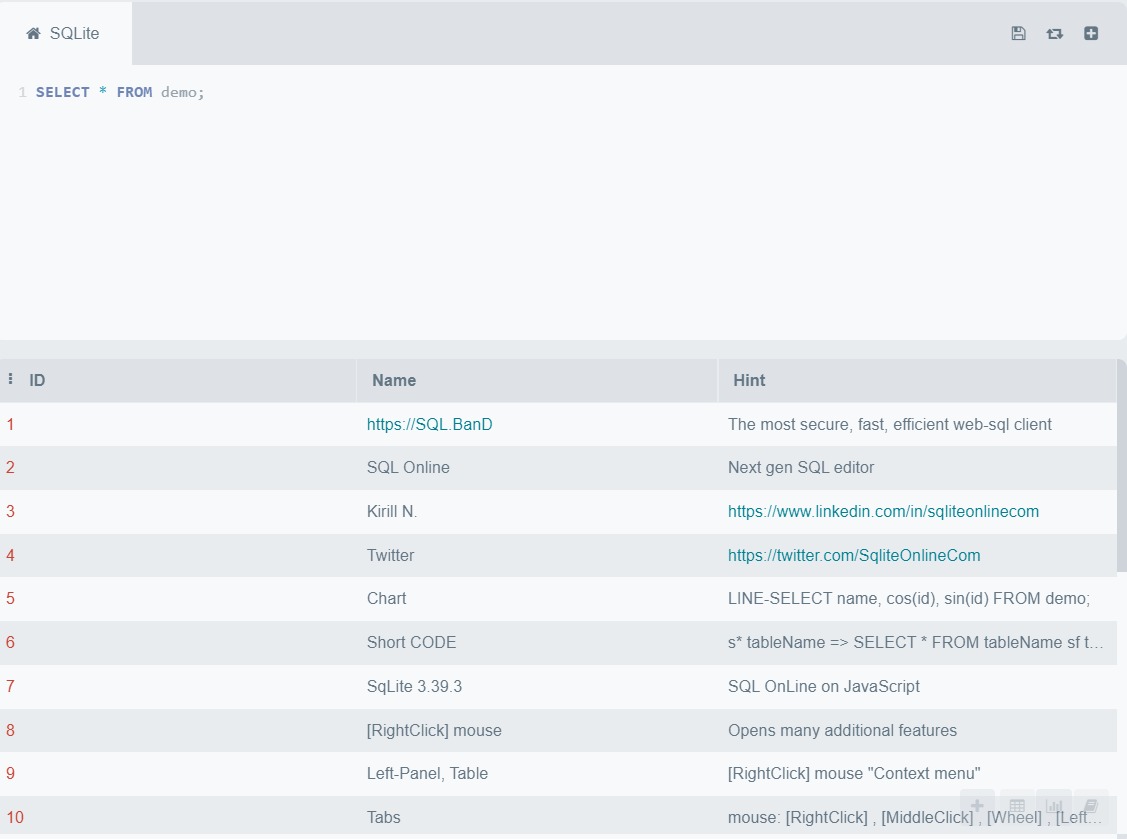 SQLite
1 SELECT * FROM demo;
ID Name Hint
1 https://SQL.BanD The most secure, fast, efficient web-sql client
2 SQL Online Next gen SQL editor
3 Kirill N. https://www.linkedin.com/in/sqliteonlinecom
4 Twitter https://twitter.com/SqliteOnlineCom
5 Chart LINE-SELECT name, cos(id), sin(id) FROM demo;
6 Short CODE s* tableName => SELECT * FROM tableName sf t...
7 SqLite 3.39.3 SQL OnLine on JavaScript
8 [RightClick] mouse Opens many additional features
9 Left-Panel, Table [RightClick] mouse "Context menu"
10 Tabs mouse: [RightClick] , [MiddleClick] , [Wheel] , [Left...